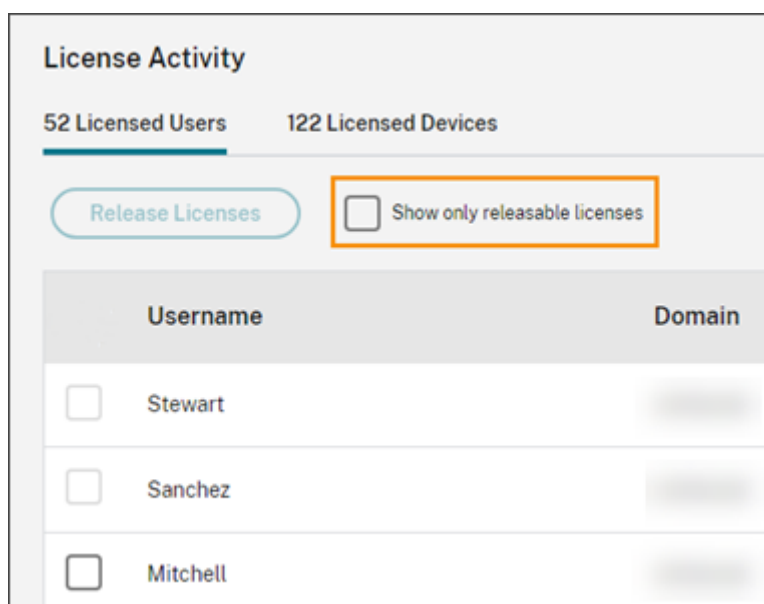 License Activity
52 Licensed Users 122 Licensed Devices
Release Licenses Show only releasable licenses
Username Domain
Stewart
Sanchez
Mitchell